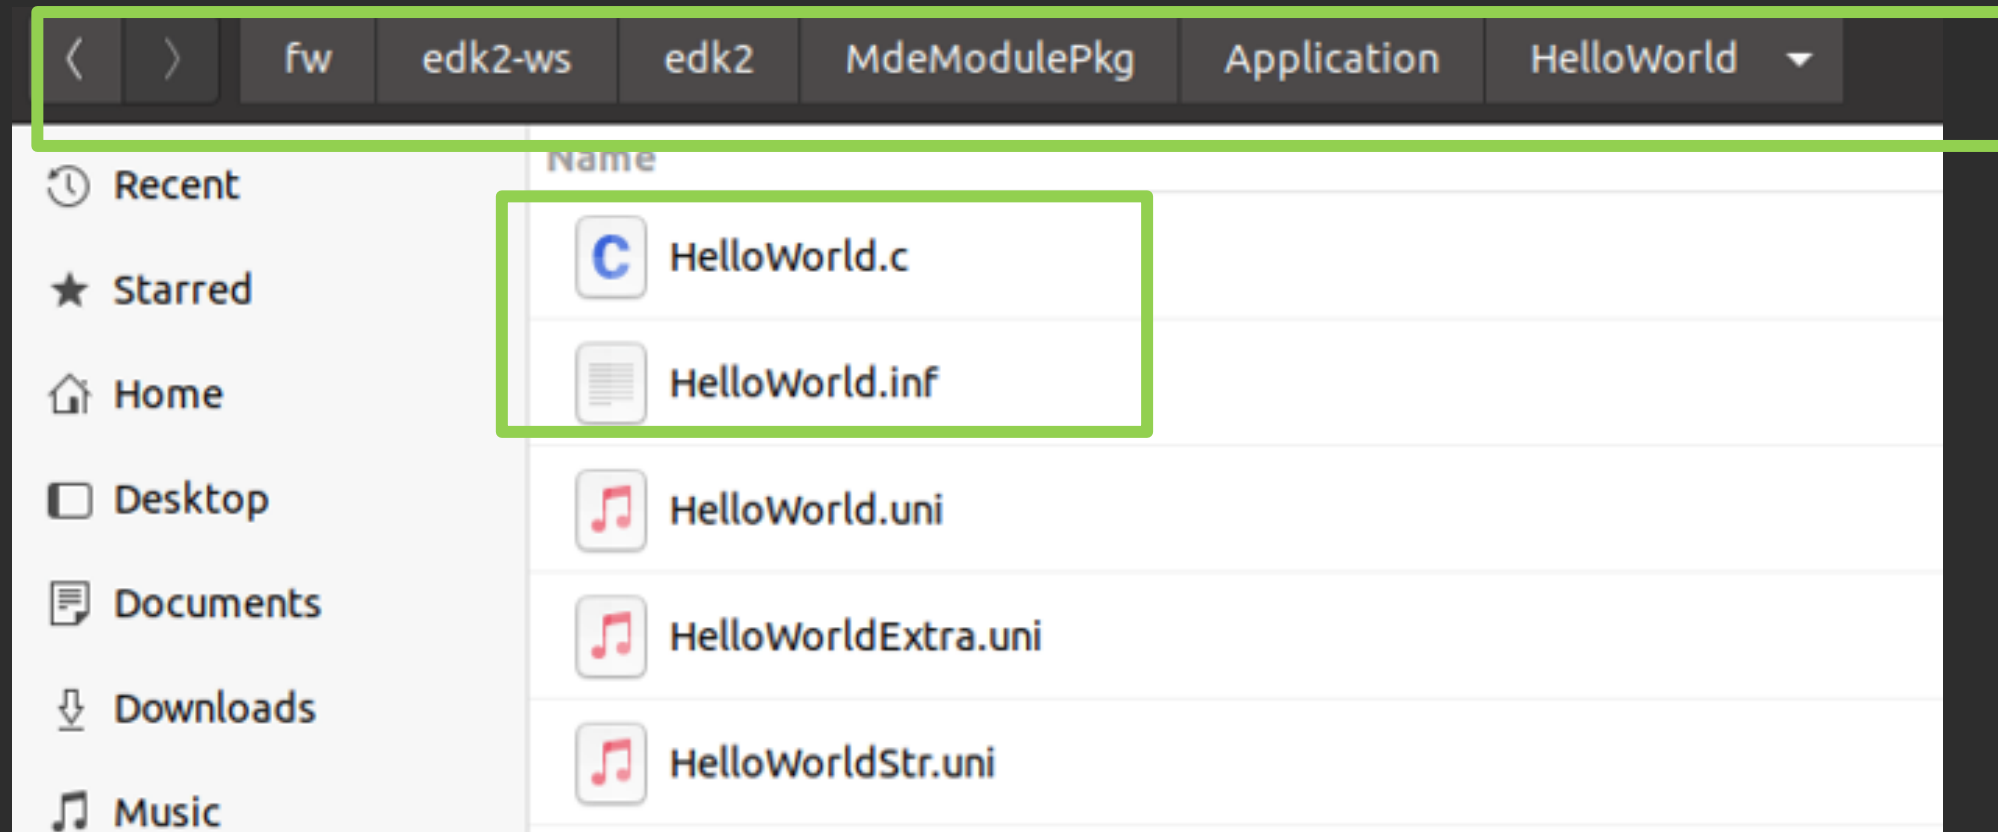 fw edk2-ws edk2 MdeModulePkg Application HelloWorld
Recent
Starred
Home
Desktop
Documents
Downloads
Music
Name
HelloWorld.c
HelloWorld.inf
HelloWorld.uni
HelloWorldExtra.uni
HelloWorldStr.uni